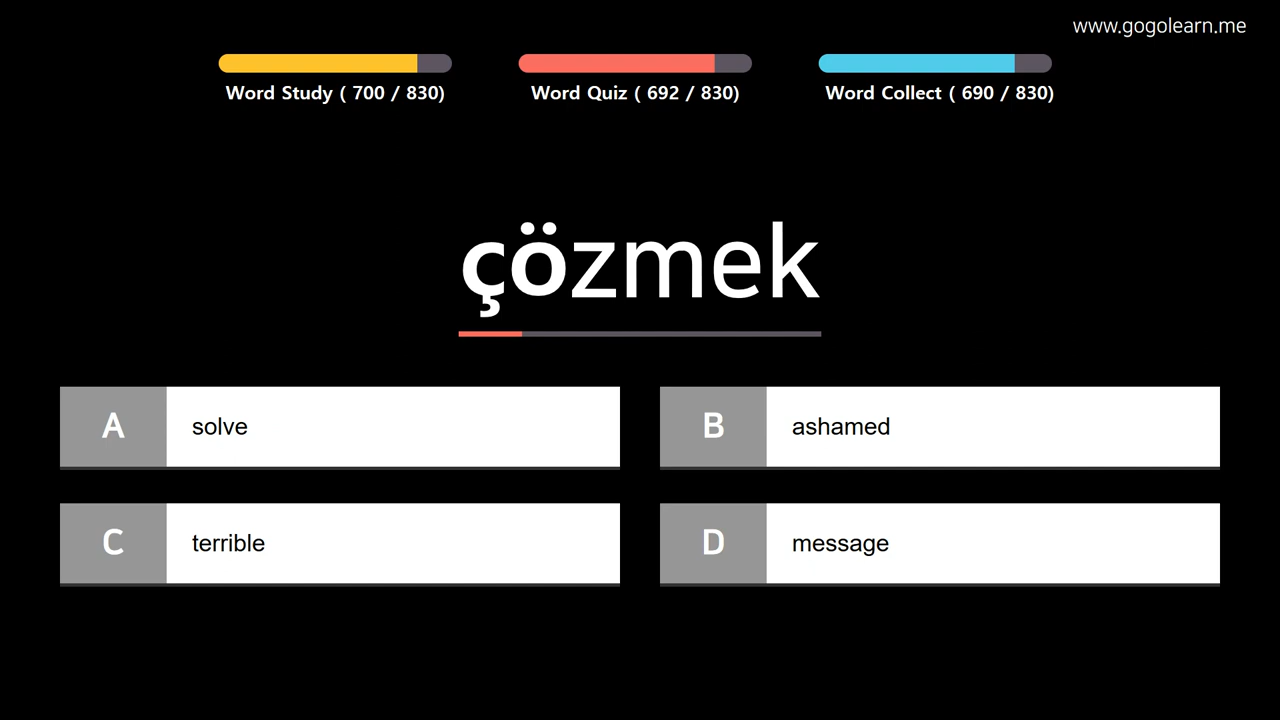 www.gogolearn.me
Word Study ( 700 / 830)
Word Quiz ( 692 / 830)
Word Collect ( 690 / 830)
çözmek
A solve
B ashamed
C terrible
D message